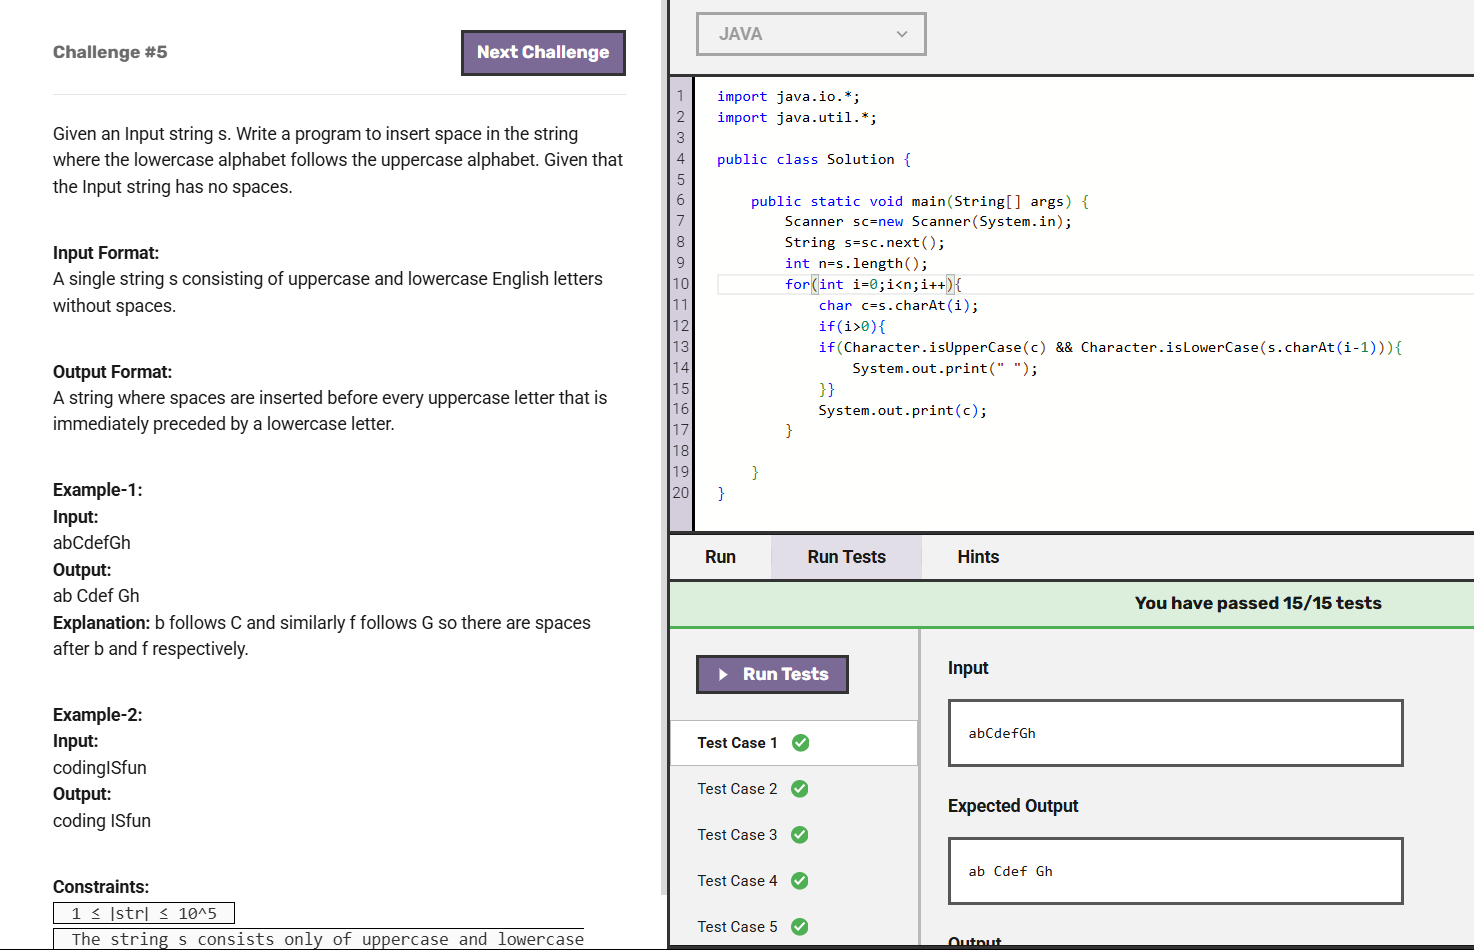 Challenge #5
Next Challenge
Given an Input string s. Write a program to insert space in the string
where the lowercase alphabet follows the uppercase alphabet. Given that
the Input string has no spaces.
Input Format:
A single string s consisting of uppercase and lowercase English letters
without spaces.
Output Format:
A string where spaces are inserted before every uppercase letter that is
immediately preceded by a lowercase letter.
Example-1:
Input:
abCdefGh
Output:
ab Cdef Gh
Explanation: b follows C and similarly f follows G so there are spaces
after b and f respectively.
Example-2:
Input:
codingISfun
Output:
coding ISfun
Constraints:
1 ≤ |str| ≤ 10^5
The string s consists only of uppercase and lowercase
JAVA
1 import java.io.*;
2 import java.util.*;
3
4 public class Solution {
5
6 public static void main(String[] args) {
7 Scanner sc=new Scanner(System.in);
8 String s=sc.next();
9 int n=s.length();
10 for(int i=0;i<n;i++){
11 char c=s.charAt(i);
12 if(i>0){
13 if(Character.isUpperCase(c) && Character.isLowerCase(s.charAt(i-1))){
14 System.out.print(" ");
15 }}
16 System.out.print(c);
17 }
18
19 }
20 }
Run
Run Tests
Hints
You have passed 15/15 tests
Run Tests
Test Case 1
Test Case 2
Test Case 3
Test Case 4
Test Case 5
Input
abCdefGh
Expected Output
ab Cdef Gh
Output